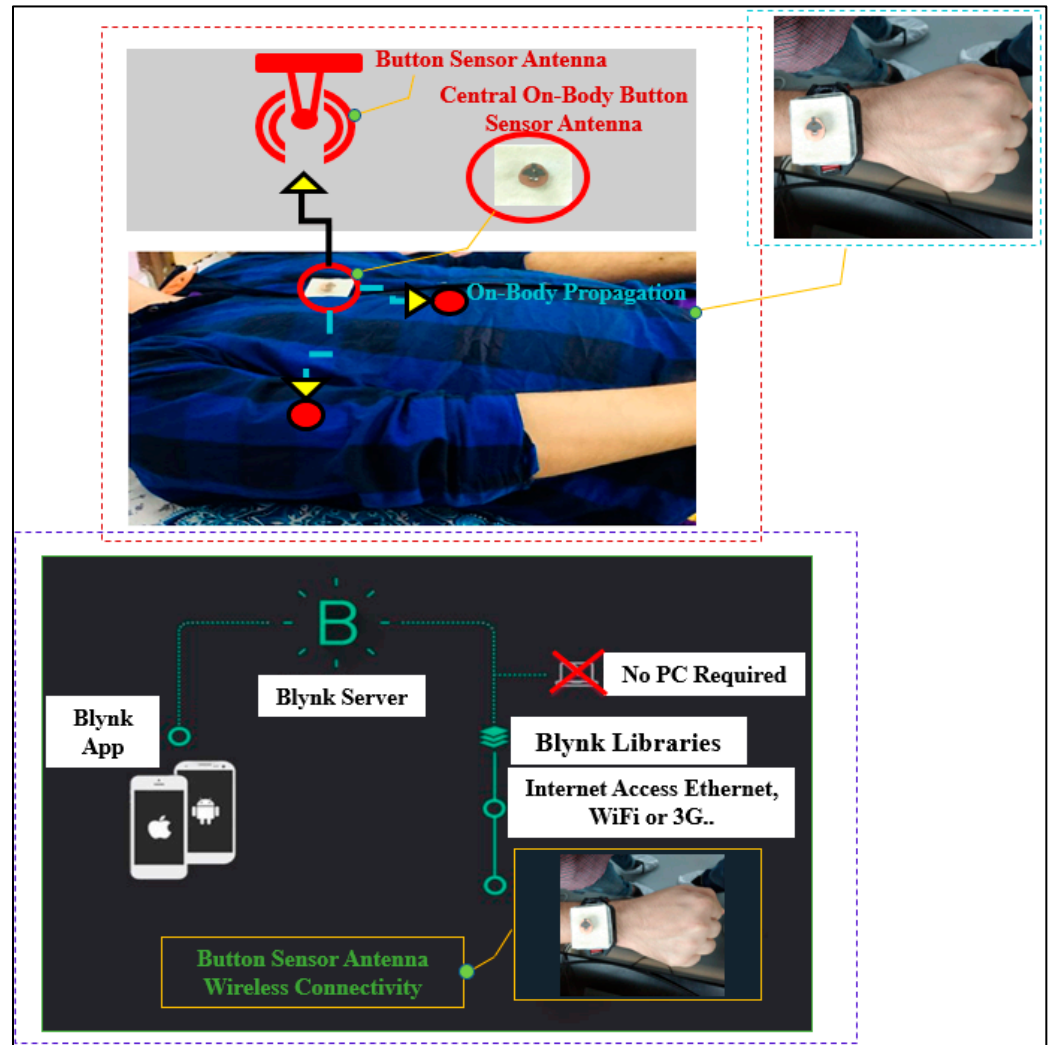 Button Sensor Antenna
Central On-Body Button
Sensor Antenna
On-Body Propagation
B
Blynk Server
No PC Required
Blynk
App
Blynk Libraries
Internet Access Ethernet,
WiFi or 3G..
Button Sensor Antenna
Wireless Connectivity